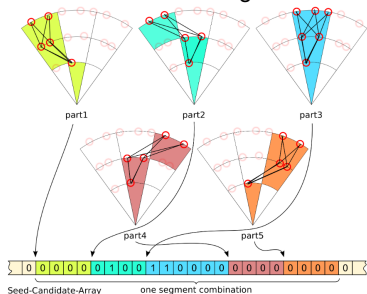 part1
part2
part3
part4
part5
0 0 0 0 0 0 1 0 0 1 1 0 0 0 0 0 0 0 0 0 0 0 0 0
Seed-Candidate-Array
one segment combination